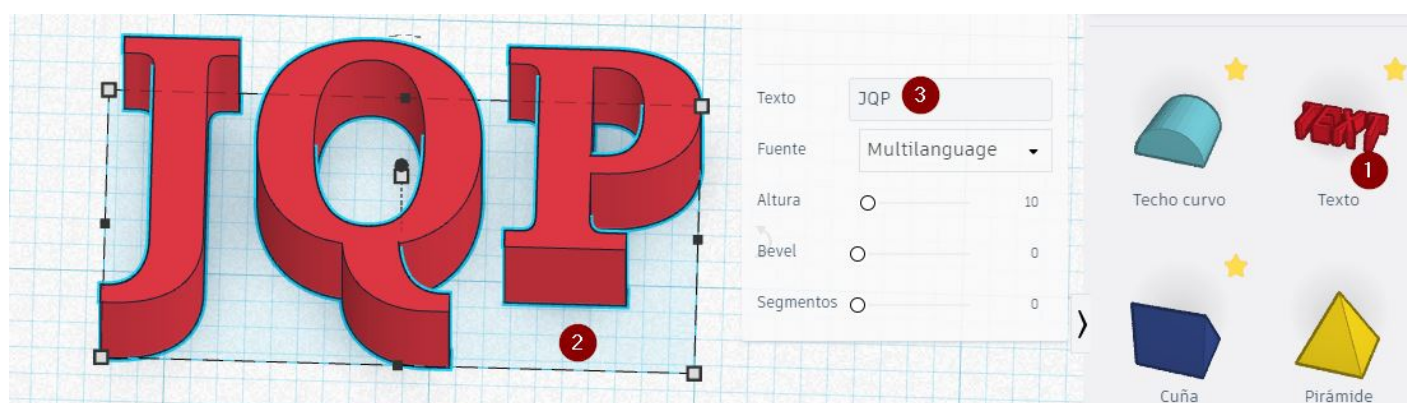 JQP
2
Texto JQP 3
Fuente Multilanguage
Altura 10
Bevel 0
Segmentos 0
TEXT
1
Techo curvo Texto
Cuña Pirámide